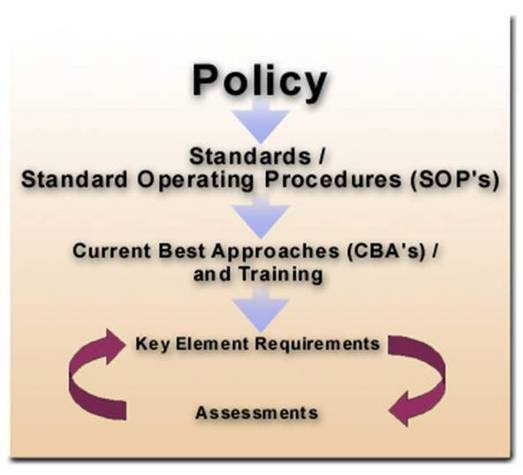 Policy
Standards /
Standard Operating Procedures (SOP's)
Current Best Approaches (CBA's) /
and Training
Key Element Requirements
Assessments